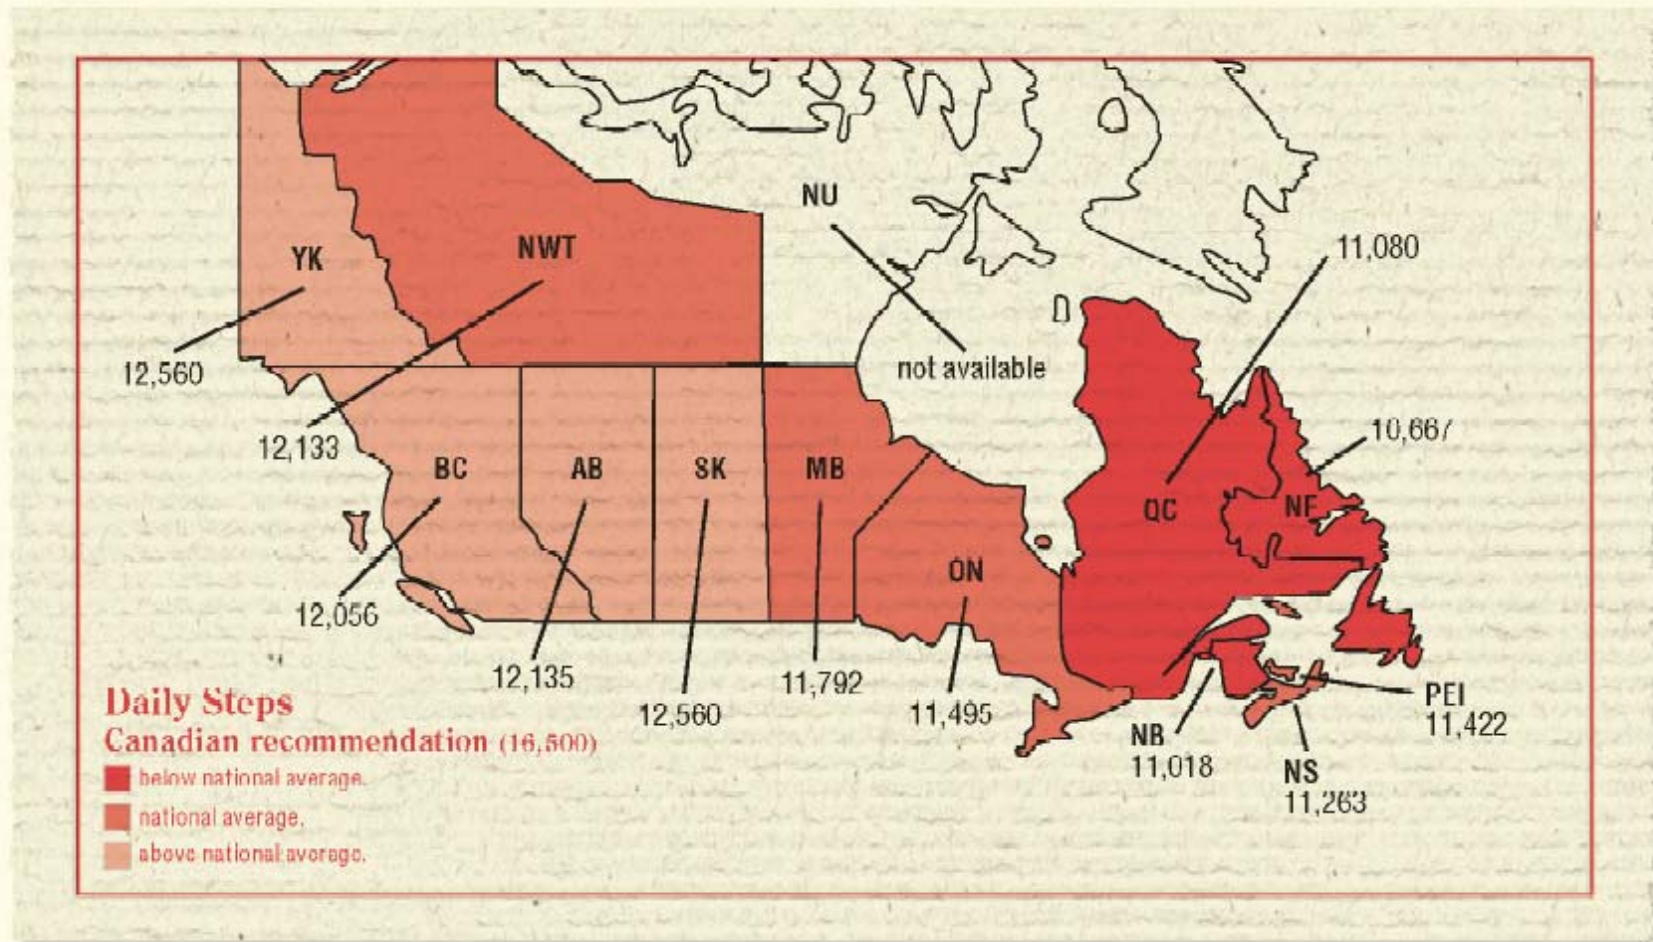 NU
11,080
YK
NWT
12,560
not available
10,667
12,133
BC
AB
SK
MB
QC
NF
ON
12,056
12,135
11,792
12,560
11,495
PEI
11,422
NB
11,018
NS
11,263
Daily Steps
Canadian recommendation (16,500)
below national average.
national average.
above national average.